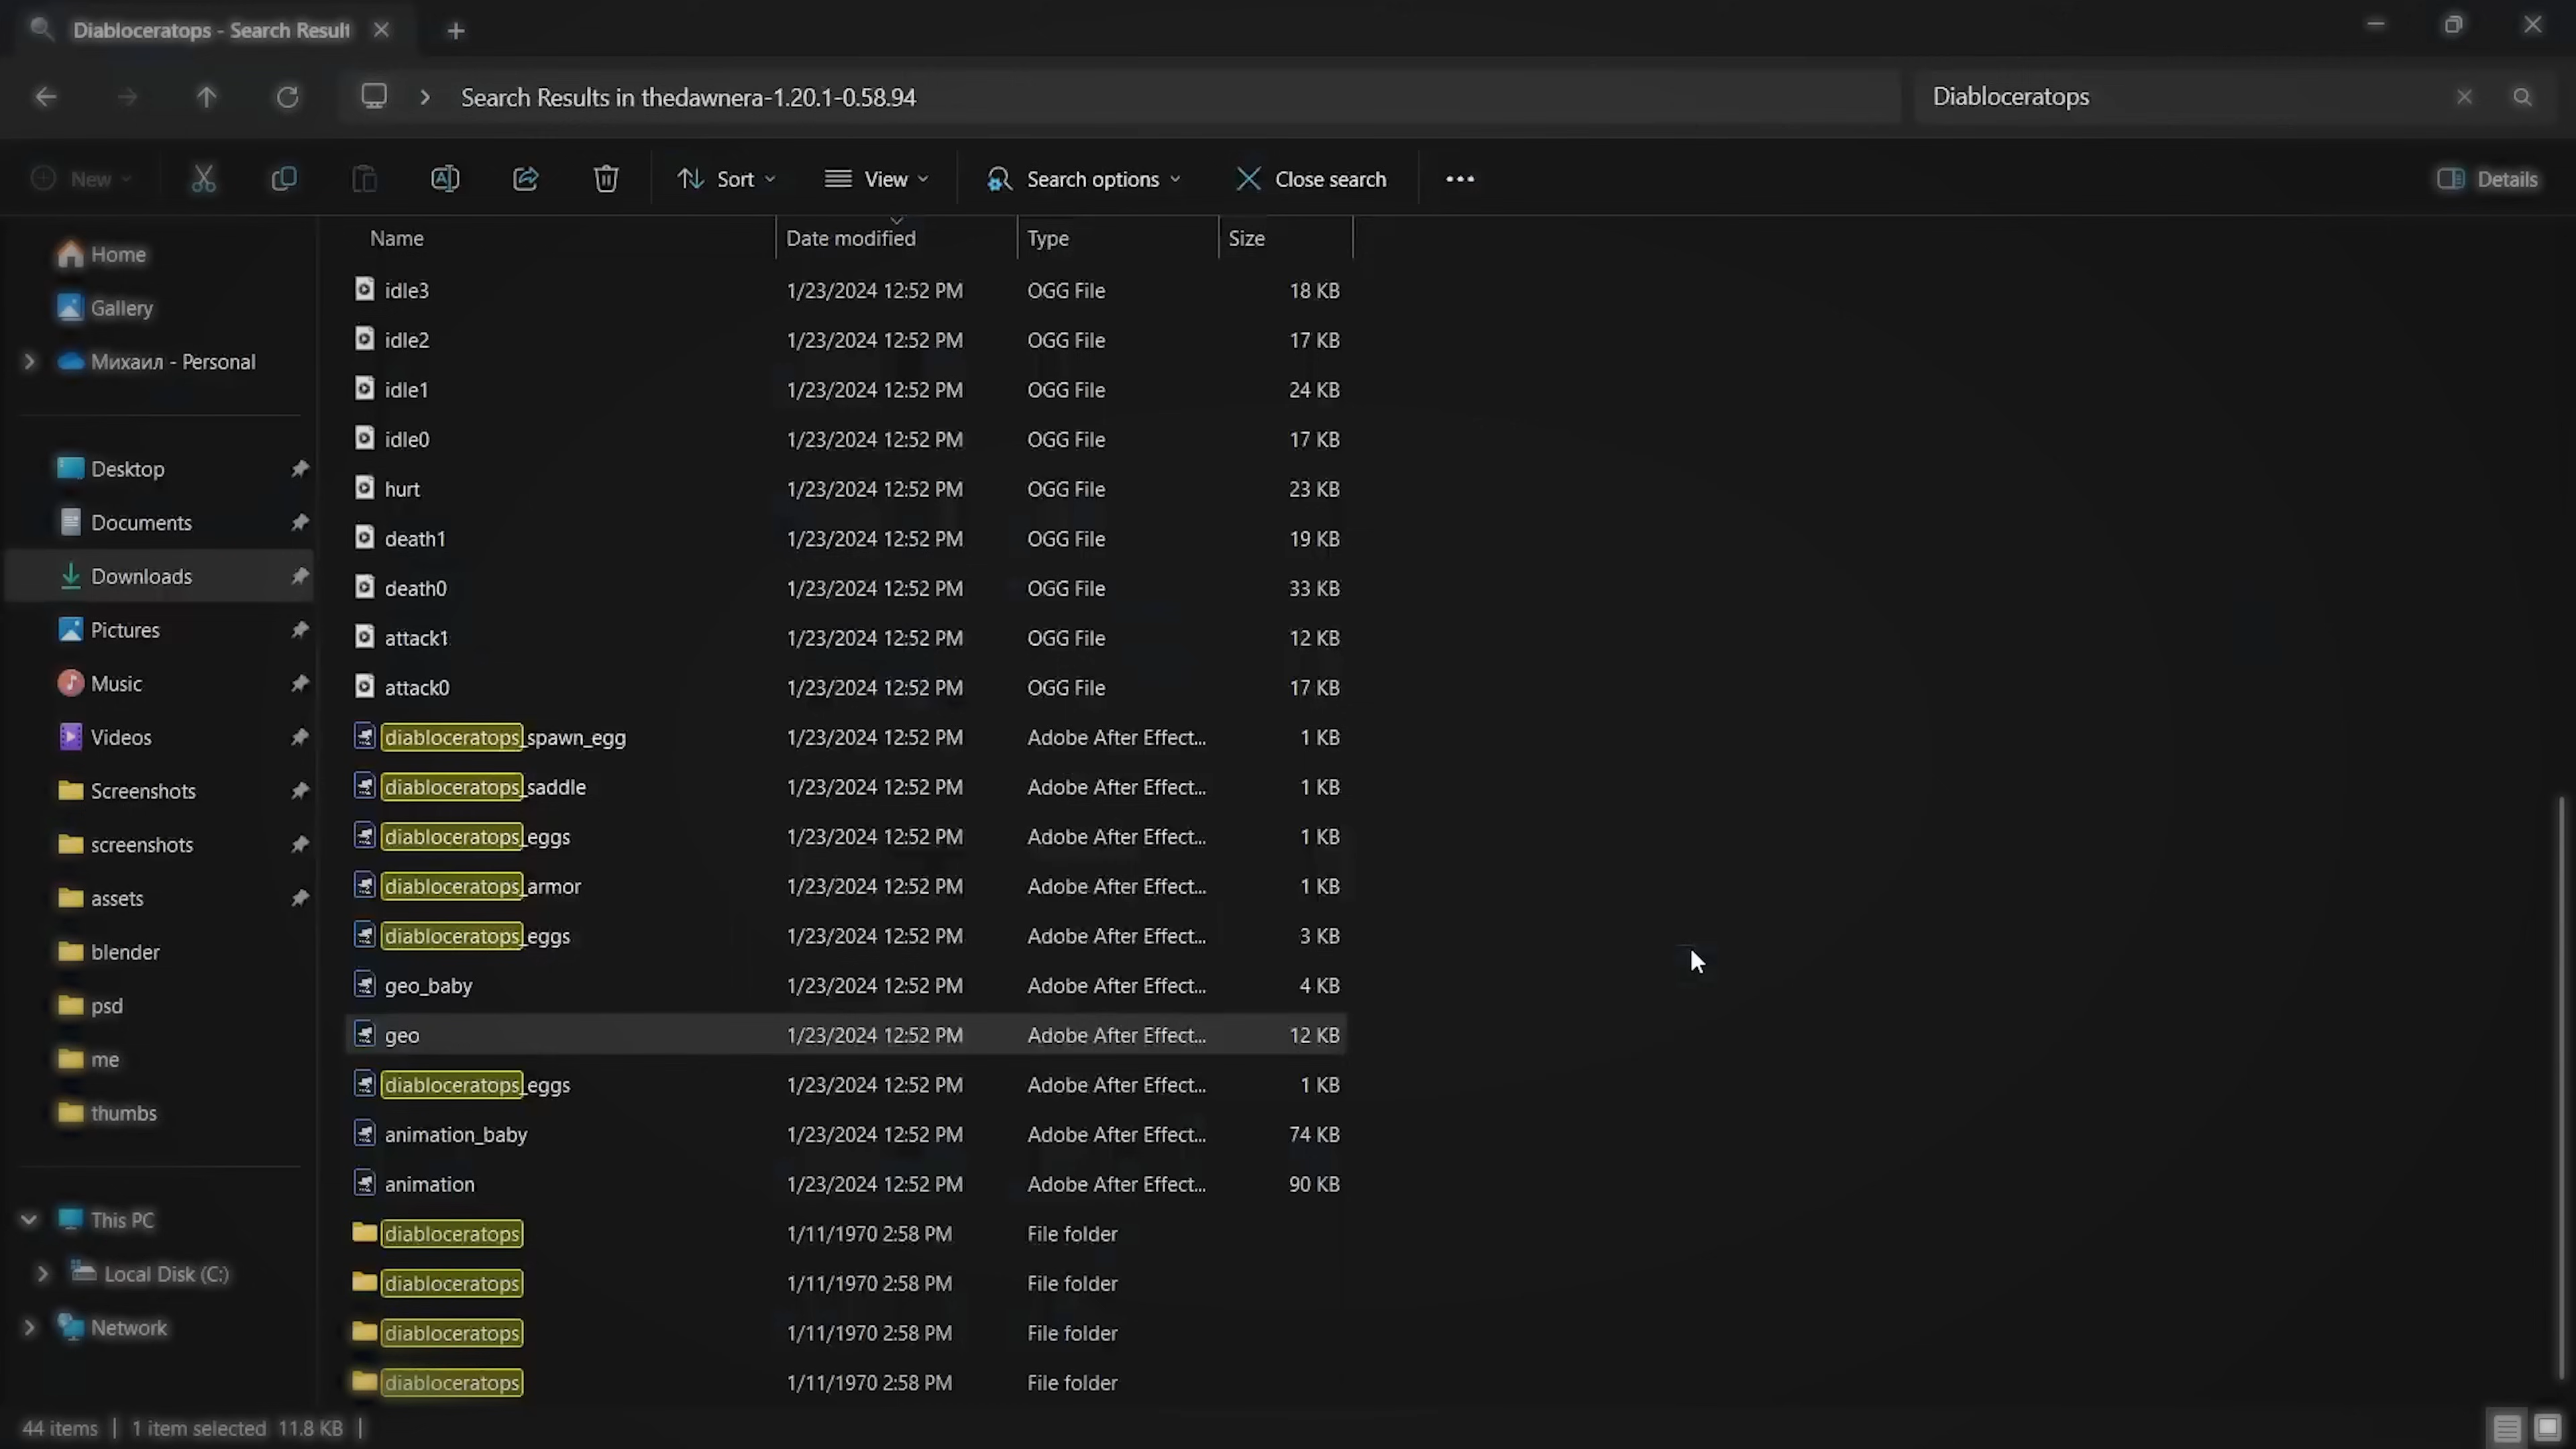 Diabloceratops - Search Result
Search Results in thedawnera-1.20.1-0.58.94
Diabloceratops
New
Sort
View
Search options
Close search
Details
Home
Gallery
Михаил - Personal
Desktop
Documents
Downloads
Pictures
Music
Videos
Screenshots
screenshots
assets
blender
psd
me
thumbs
This PC
Local Disk (C:)
Network
Name Date modified Type Size
idle3 1/23/2024 12:52 PM OGG File 18 KB
idle2 1/23/2024 12:52 PM OGG File 17 KB
idle1 1/23/2024 12:52 PM OGG File 24 KB
idle0 1/23/2024 12:52 PM OGG File 17 KB
hurt 1/23/2024 12:52 PM OGG File 23 KB
death1 1/23/2024 12:52 PM OGG File 19 KB
death0 1/23/2024 12:52 PM OGG File 33 KB
attack1 1/23/2024 12:52 PM OGG File 12 KB
attack0 1/23/2024 12:52 PM OGG File 17 KB
diabloceratops_spawn_egg 1/23/2024 12:52 PM Adobe After Effect... 1 KB
diabloceratops_saddle 1/23/2024 12:52 PM Adobe After Effect... 1 KB
diabloceratops_eggs 1/23/2024 12:52 PM Adobe After Effect... 1 KB
diabloceratops_armor 1/23/2024 12:52 PM Adobe After Effect... 1 KB
diabloceratops_eggs 1/23/2024 12:52 PM Adobe After Effect... 3 KB
geo_baby 1/23/2024 12:52 PM Adobe After Effect... 4 KB
geo 1/23/2024 12:52 PM Adobe After Effect... 12 KB
diabloceratops_eggs 1/23/2024 12:52 PM Adobe After Effect... 1 KB
animation_baby 1/23/2024 12:52 PM Adobe After Effect... 74 KB
animation 1/23/2024 12:52 PM Adobe After Effect... 90 KB
diabloceratops 1/11/1970 2:58 PM File folder
diabloceratops 1/11/1970 2:58 PM File folder
diabloceratops 1/11/1970 2:58 PM File folder
diabloceratops 1/11/1970 2:58 PM File folder
44 items | 1 item selected 11.8 KB |